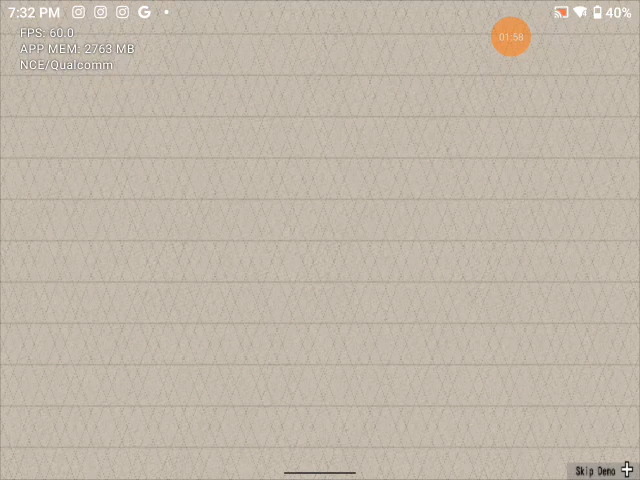 7:32 PM
40%
01:58
FPS: 60.0
APP MEM: 2763 MB
NCE/Qualcomm
Skip Demo